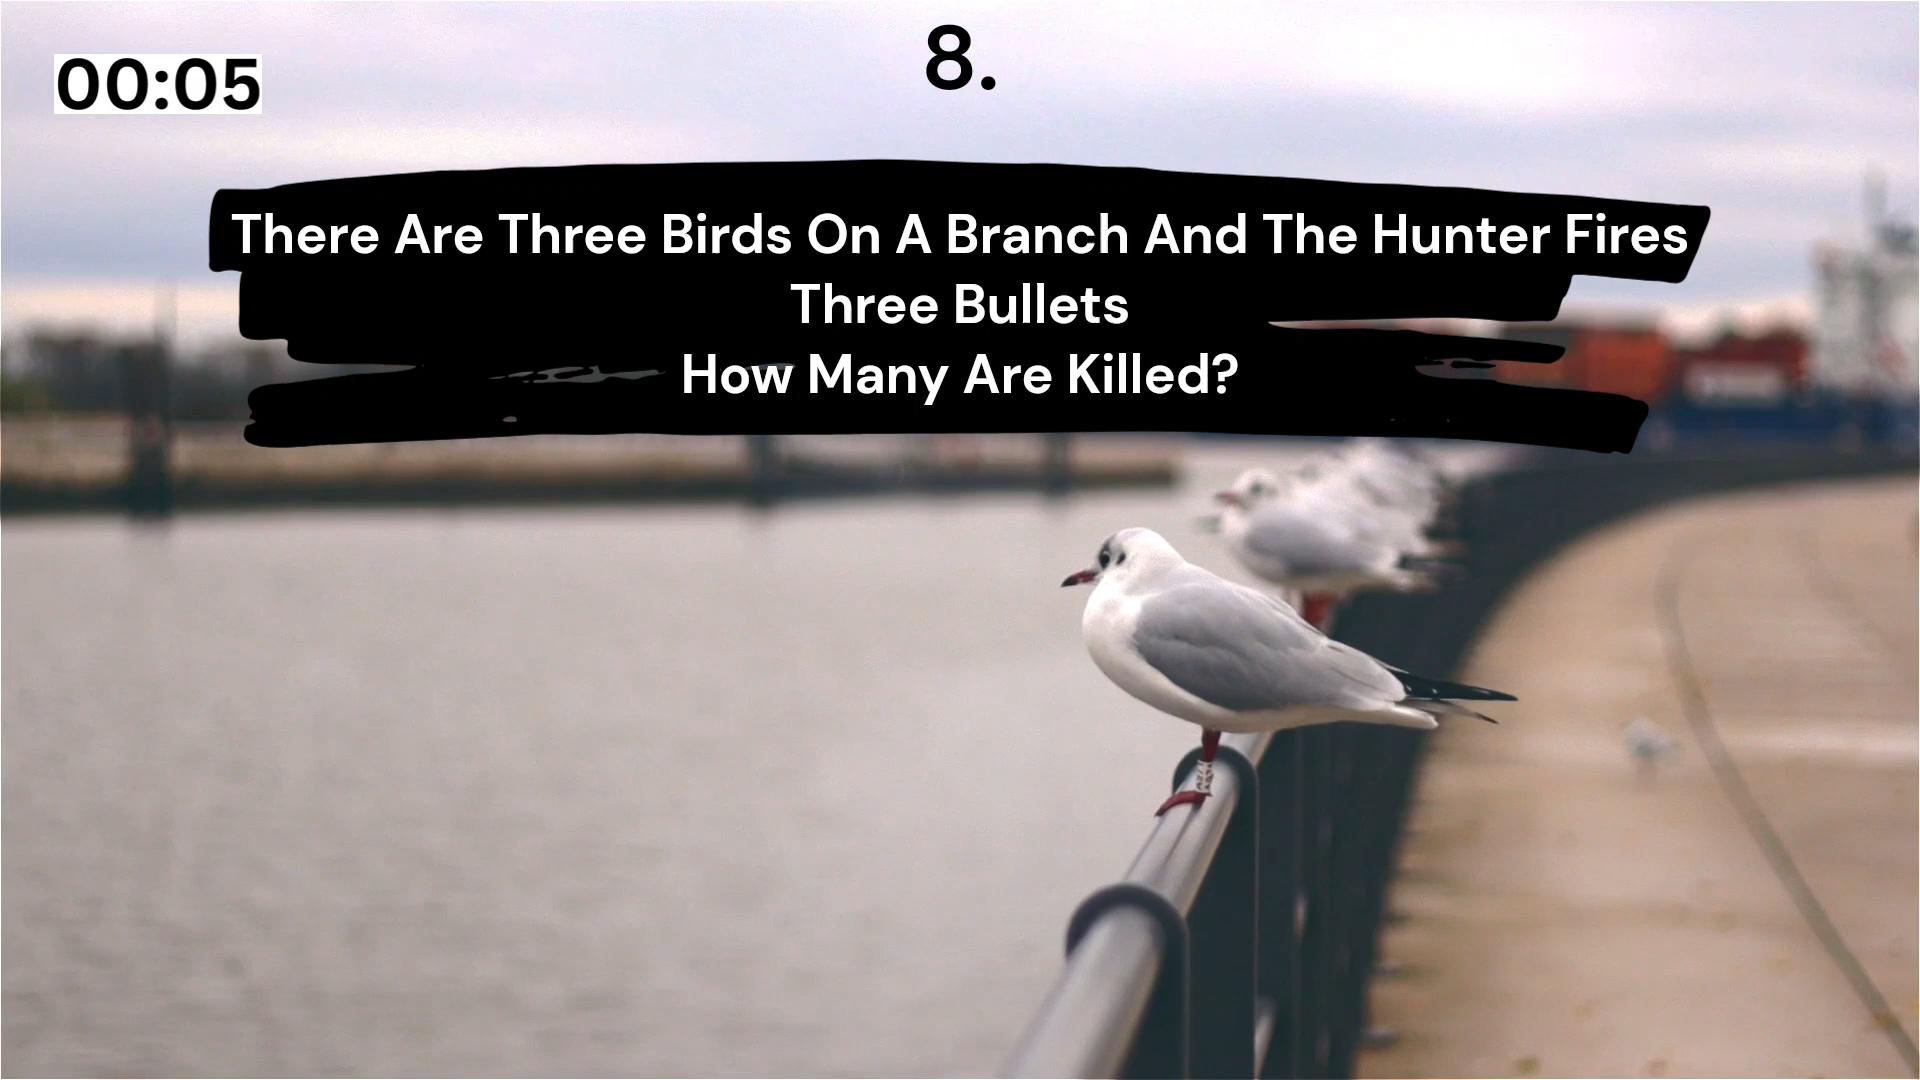 8.
00:05
There Are Three Birds On A Branch And The Hunter Fires
Three Bullets
How Many Are Killed?